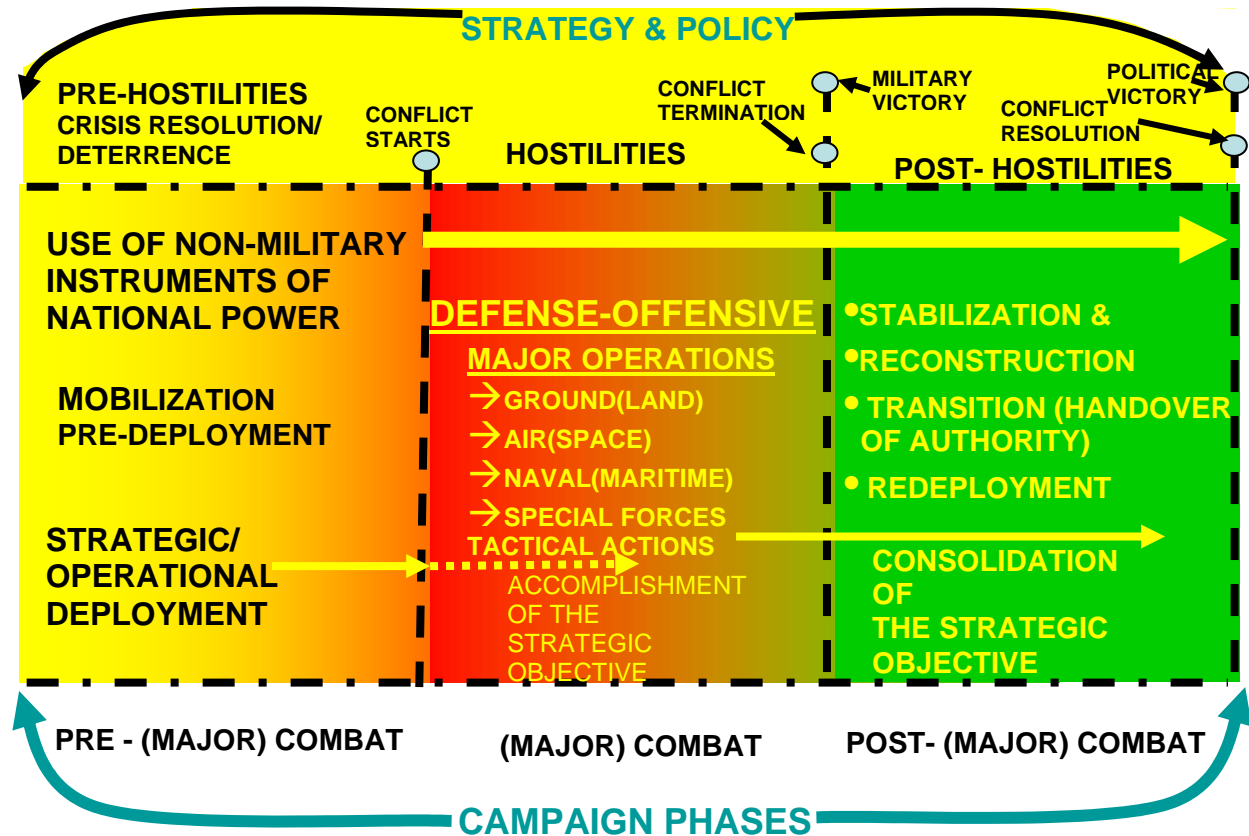 STRATEGY & POLICY
PRE-HOSTILITIES
CRISIS RESOLUTION/
DETERRENCE
CONFLICT
STARTS
HOSTILITIES
CONFLICT
TERMINATION
MILITARY
VICTORY
POLITICAL
VICTORY
CONFLICT
RESOLUTION
POST- HOSTILITIES
USE OF NON-MILITARY
INSTRUMENTS OF
NATIONAL POWER
MOBILIZATION
PRE-DEPLOYMENT
STRATEGIC/
OPERATIONAL
DEPLOYMENT
DEFENSE-OFFENSIVE
MAJOR OPERATIONS
→GROUND(LAND)
→AIR(SPACE)
→NAVAL(MARITIME)
→SPECIAL FORCES
TACTICAL ACTIONS
ACCOMPLISHMENT
OF THE
STRATEGIC
OBJECTIVE
•STABILIZATION &
•RECONSTRUCTION
• TRANSITION (HANDOVER
OF AUTHORITY)
• REDEPLOYMENT
CONSOLIDATION
OF
THE STRATEGIC
OBJECTIVE
PRE - (MAJOR) COMBAT
(MAJOR) COMBAT
POST- (MAJOR) COMBAT
CAMPAIGN PHASES